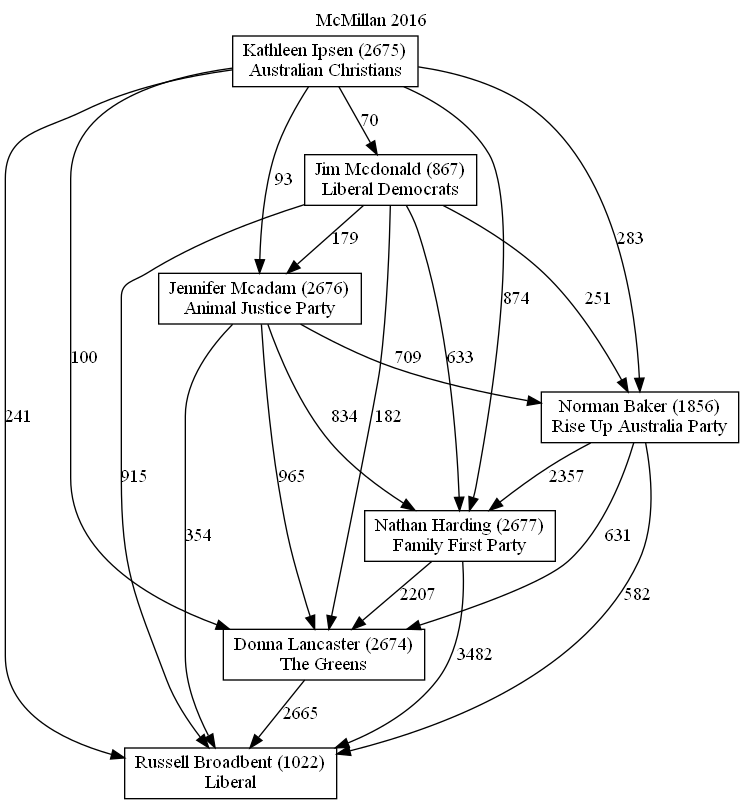 McMillan 2016
Kathleen Ipsen (2675)
Australian Christians
70
Jim Mcdonald (867)
Liberal Democrats
93
179
283
Jennifer Mcadam (2676)
Animal Justice Party
874
251
100
709
633
241
834
182
Norman Baker (1856)
Rise Up Australia Party
915
965
2357
Nathan Harding (2677)
Family First Party
354
631
2207
582
Donna Lancaster (2674)
The Greens
3482
2665
Russell Broadbent (1022)
Liberal